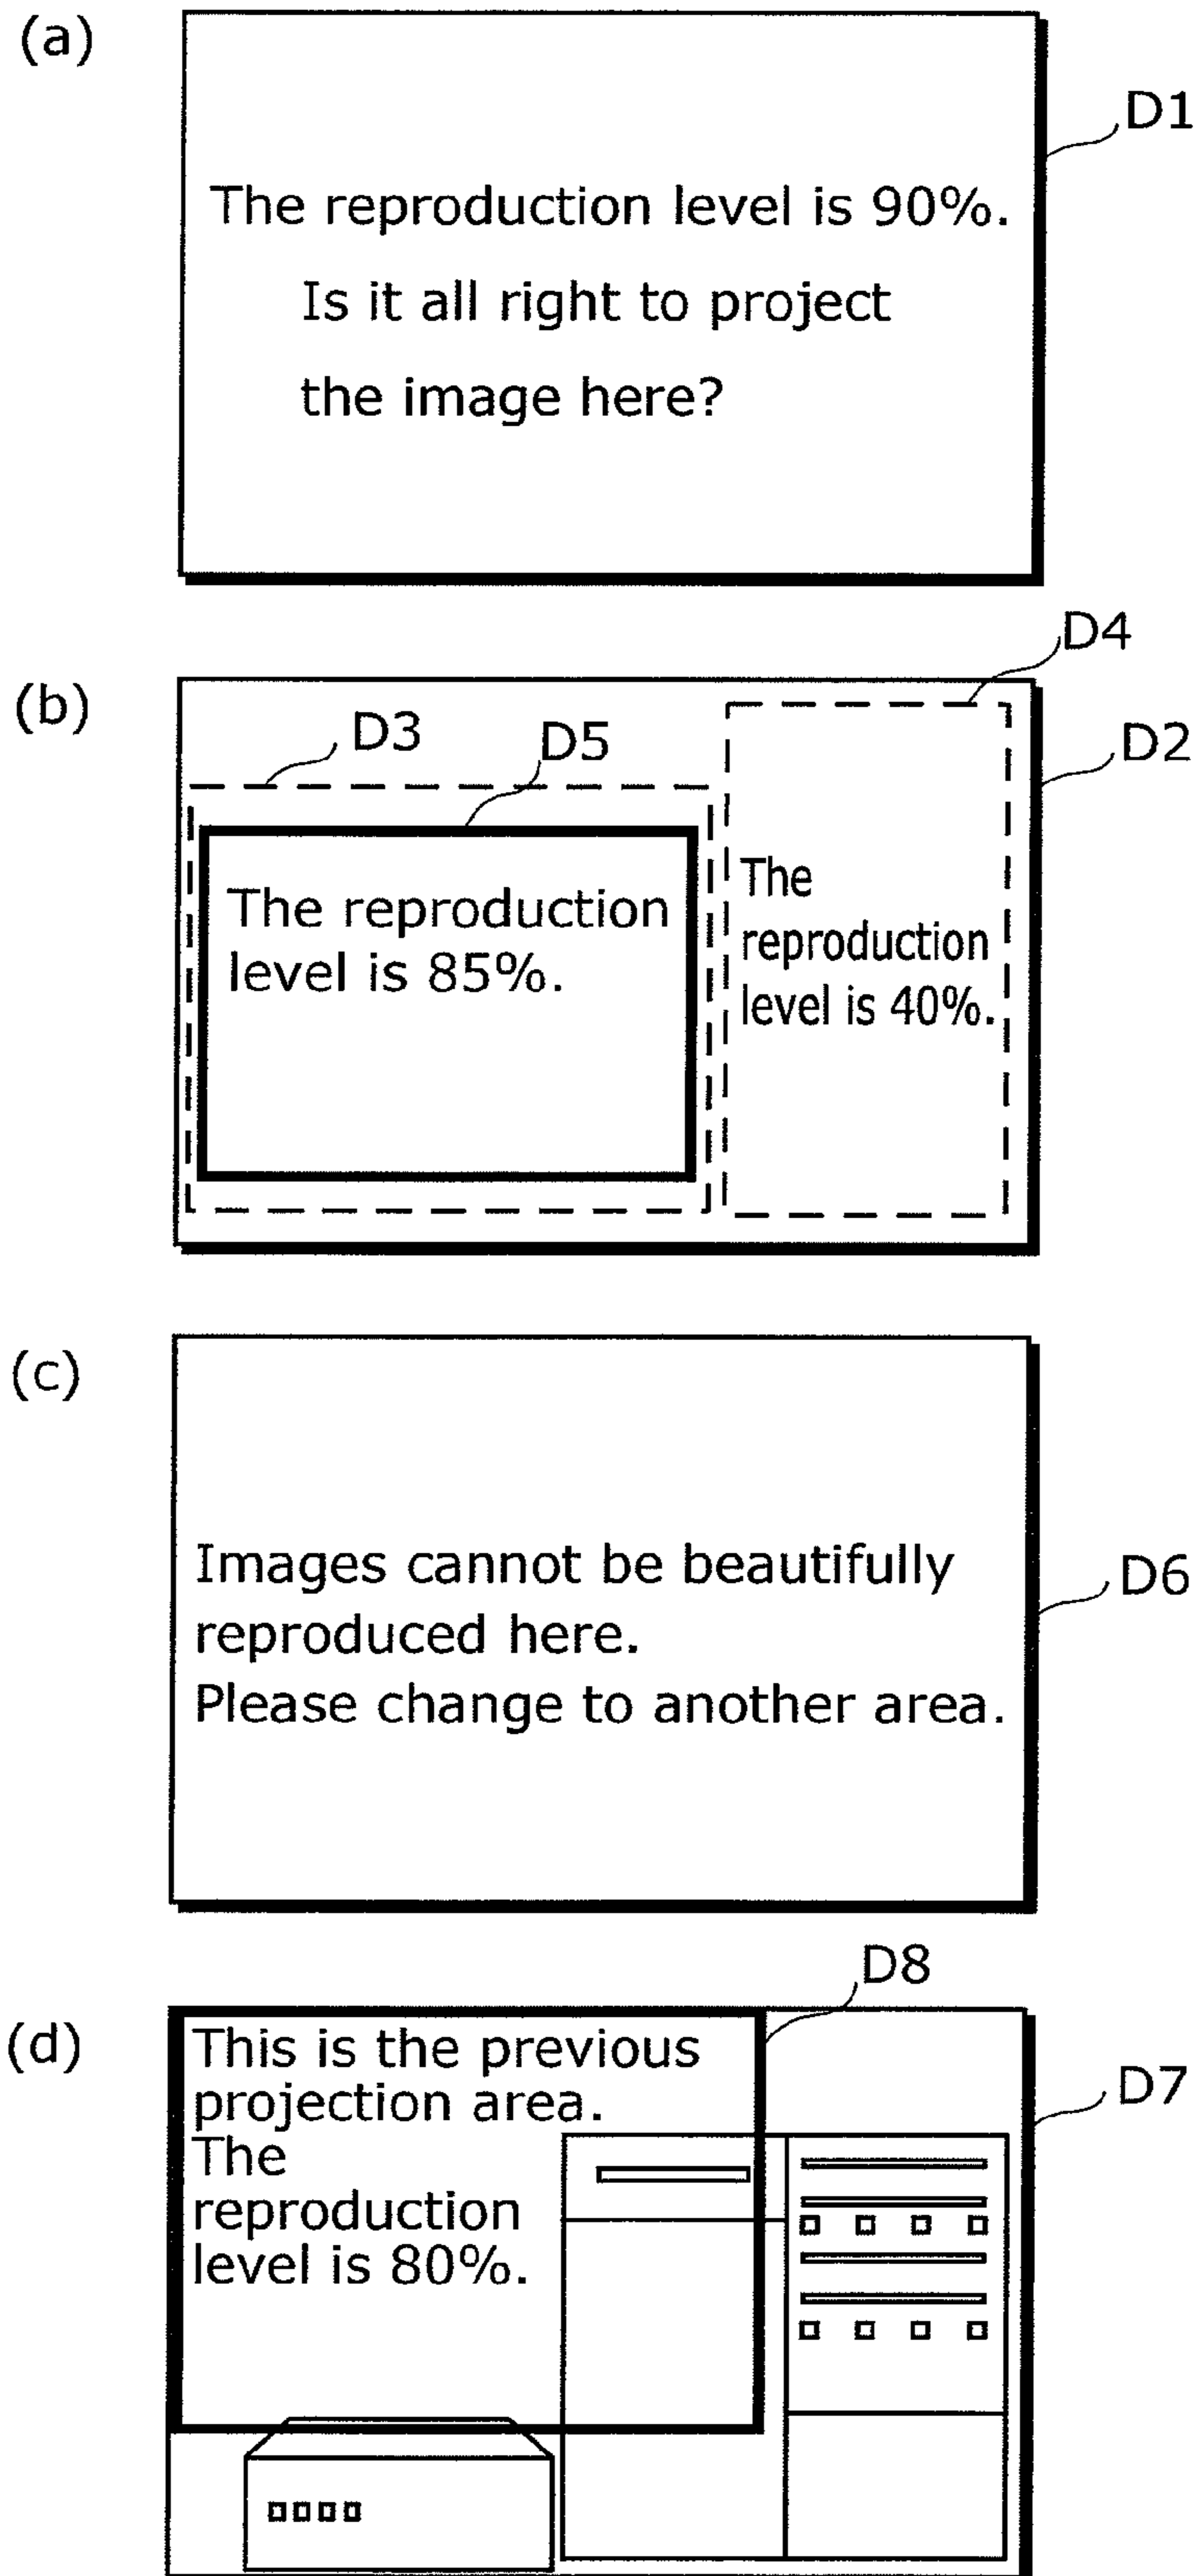 (a)
D1
The reproduction level is 90%.
Is it all right to project
the image here?
(b)
D4
D3
D5
D2
The reproduction
level is 85%.
The
reproduction
level is 40%.
(c)
Images cannot be beautifully
reproduced here.
Please change to another area.
D6
(d)
D8
D7
This is the previous
projection area.
The
reproduction
level is 80%.